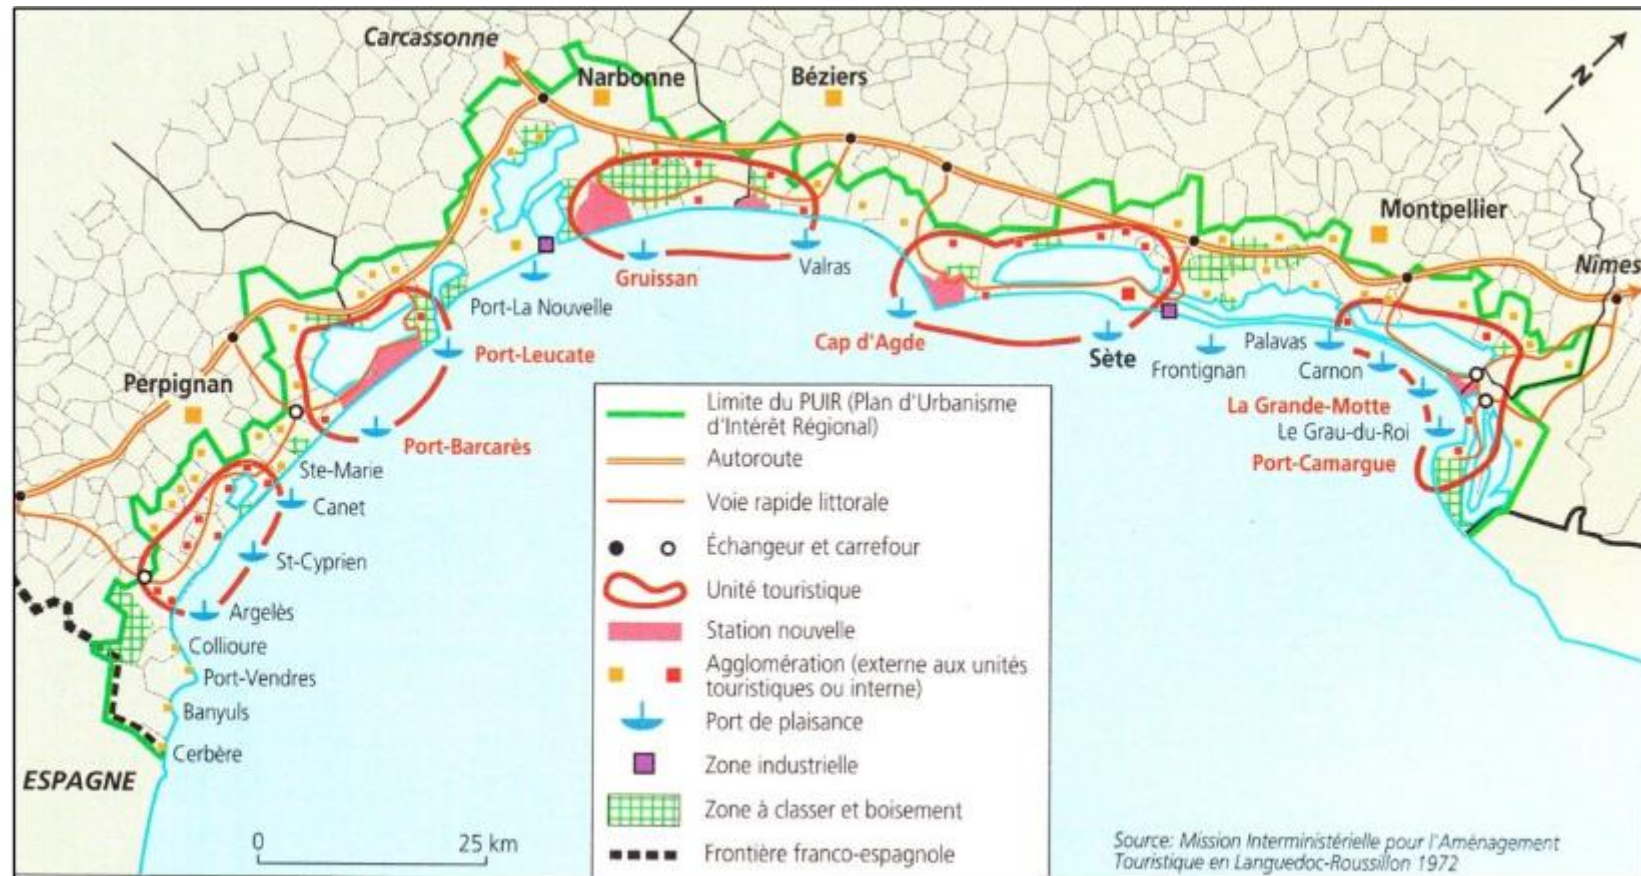 Carcassonne
Narbonne
Béziers
Montpellier
Nîmes
N
Gruissan
Valras
Port-La Nouvelle
Port-Leucate
Cap d'Agde
Sète
Frontignan
Palavas
Carnon
La Grande-Motte
Le Grau-du-Roi
Port-Camargue
Perpignan
Port-Barcarès
Ste-Marie
Canet
St-Cyprien
Argelès
Collioure
Port-Vendres
Banyuls
Cerbère
ESPAGNE
0 25 km
Limite du PUIR (Plan d'Urbanisme
d'Intérêt Régional)
Autoroute
Voie rapide littorale
Échangeur et carrefour
Unité touristique
Station nouvelle
Agglomération (externe aux unités
touristiques ou interne)
Port de plaisance
Zone industrielle
Zone à classer et boisement
Frontière franco-espagnole
Source: Mission Interministérielle pour l'Aménagement
Touristique en Languedoc-Roussillon 1972